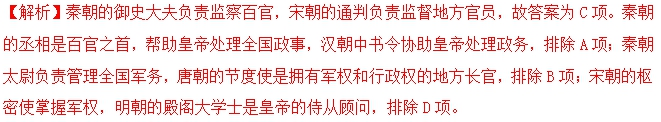 【解析】秦朝的御史大夫负责监察百官，宋朝的通判负责监督地方官员，故答案为 C 项。秦朝
的丞相是百官之首，帮助皇帝处理全国政事，汉朝中书令协助皇帝处理政务，排除 A 项；秦朝
太尉负责管理全国军务，唐朝的节度使是拥有军权和行政权的地方长官，排除 B 项；宋朝的枢
密使掌握军权，明朝的殿阁大学士是皇帝的侍从顾问，排除 D 项。